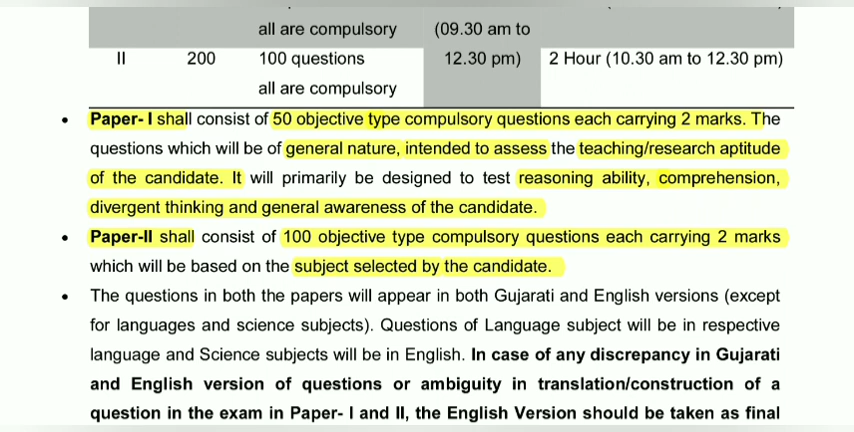 all are compulsory (09.30 am to
II 200 100 questions 12.30 pm) 2 Hour (10.30 am to 12.30 pm)
all are compulsory
• Paper- I shall consist of 50 objective type compulsory questions each carrying 2 marks. The
questions which will be of general nature, intended to assess the teaching/research aptitude
of the candidate. It will primarily be designed to test reasoning ability, comprehension,
divergent thinking and general awareness of the candidate.
• Paper-II shall consist of 100 objective type compulsory questions each carrying 2 marks
which will be based on the subject selected by the candidate.
• The questions in both the papers will appear in both Gujarati and English versions (except
for languages and science subjects). Questions of Language subject will be in respective
language and Science subjects will be in English. In case of any discrepancy in Gujarati
and English version of questions or ambiguity in translation/construction of a
question in the exam in Paper- I and II, the English Version should be taken as final